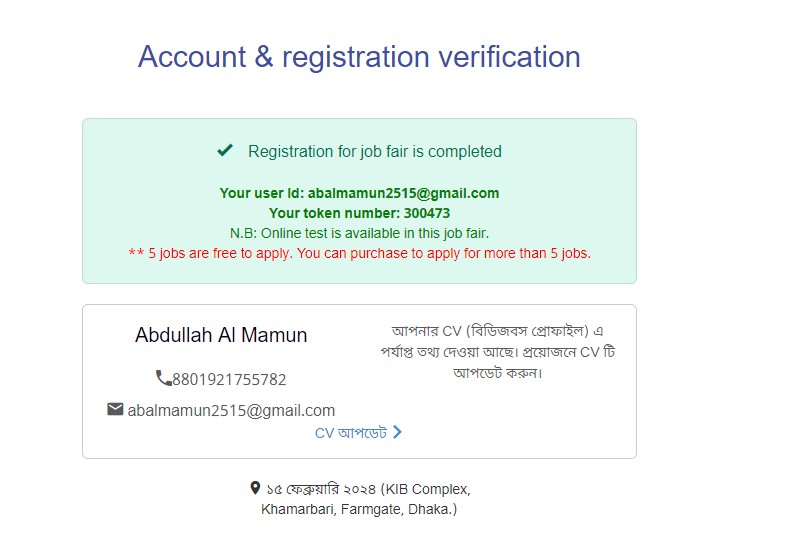 Account & registration verification
Registration for job fair is completed
Your user Id: abalmamun2515@gmail.com
Your token number: 300473
N.B: Online test is available in this job fair.
** 5 jobs are free to apply. You can purchase to apply for more than 5 jobs.
Abdullah Al Mamun
8801921755782
abalmamun2515@gmail.com
আপনার CV (বিডিজবস প্রোফাইল) এ
পর্যাপ্ত তথ্য দেওয়া আছে। প্রয়োজনে CV টি
আপডেট করুন।
CV আপডেট
১৫ ফেব্রুয়ারি ২০২৪ (KIB Complex,
Khamarbari, Farmgate, Dhaka.)